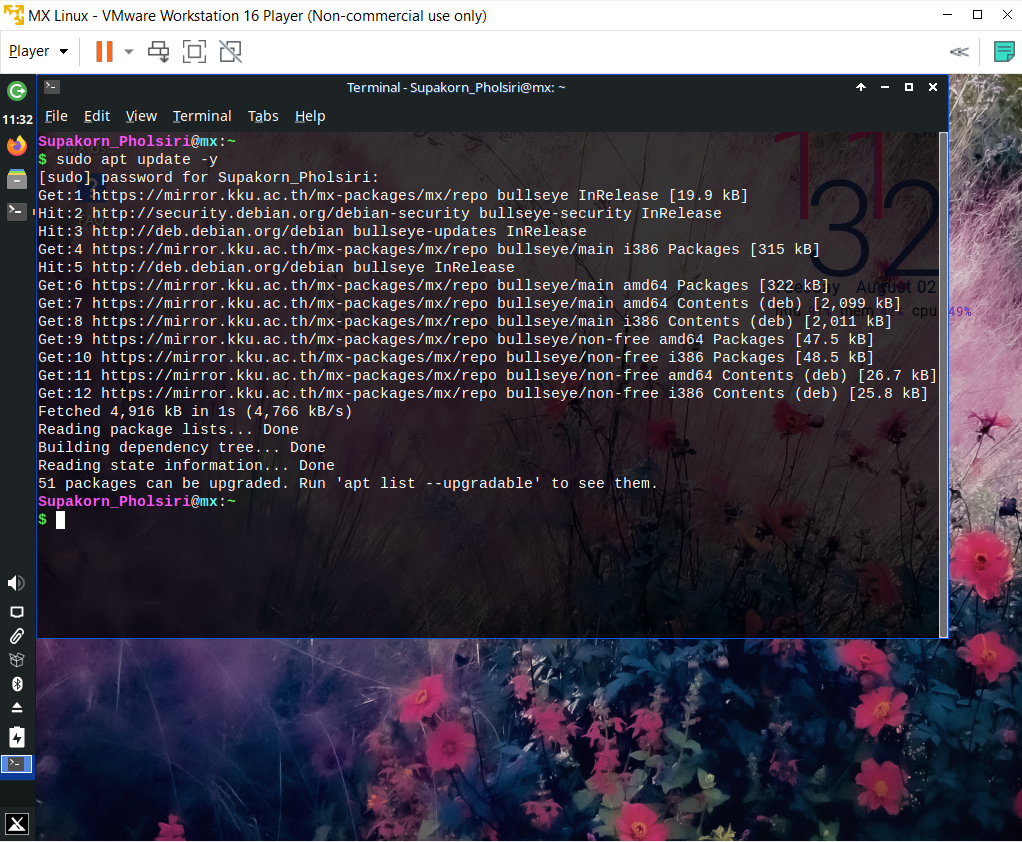 MX Linux - VMware Workstation 16 Player (Non-commercial use only)
Player
Terminal - Supakorn_Pholsiri@mx: ~
11:32
File Edit View Terminal Tabs Help
Supakorn_Pholsiri@mx:~
$ sudo apt update -y
[sudo] password for Supakorn_Pholsiri:
Get:1 https://mirror.kku.ac.th/mx-packages/mx/repo bullseye InRelease [19.9 kB]
Hit:2 http://security.debian.org/debian-security bullseye-security InRelease
Hit:3 http://deb.debian.org/debian bullseye-updates InRelease
Get:4 https://mirror.kku.ac.th/mx-packages/mx/repo bullseye/main i386 Packages [315 kB]
Hit:5 http://deb.debian.org/debian bullseye InRelease
Get:6 https://mirror.kku.ac.th/mx-packages/mx/repo bullseye/main amd64 Packages [322 kB]
Get:7 https://mirror.kku.ac.th/mx-packages/mx/repo bullseye/main amd64 Contents (deb) [2,099 kB]
Get:8 https://mirror.kku.ac.th/mx-packages/mx/repo bullseye/main i386 Contents (deb) [2,011 kB]
Get:9 https://mirror.kku.ac.th/mx-packages/mx/repo bullseye/non-free amd64 Packages [47.5 kB]
Get:10 https://mirror.kku.ac.th/mx-packages/mx/repo bullseye/non-free i386 Packages [48.5 kB]
Get:11 https://mirror.kku.ac.th/mx-packages/mx/repo bullseye/non-free amd64 Contents (deb) [26.7 kB]
Get:12 https://mirror.kku.ac.th/mx-packages/mx/repo bullseye/non-free i386 Contents (deb) [25.8 kB]
Fetched 4,916 kB in 1s (4,766 kB/s)
Reading package lists... Done
Building dependency tree... Done
Reading state information... Done
51 packages can be upgraded. Run 'apt list --upgradable' to see them.
Supakorn_Pholsiri@mx:~
$
11
32
August 02
mem cpu 49%